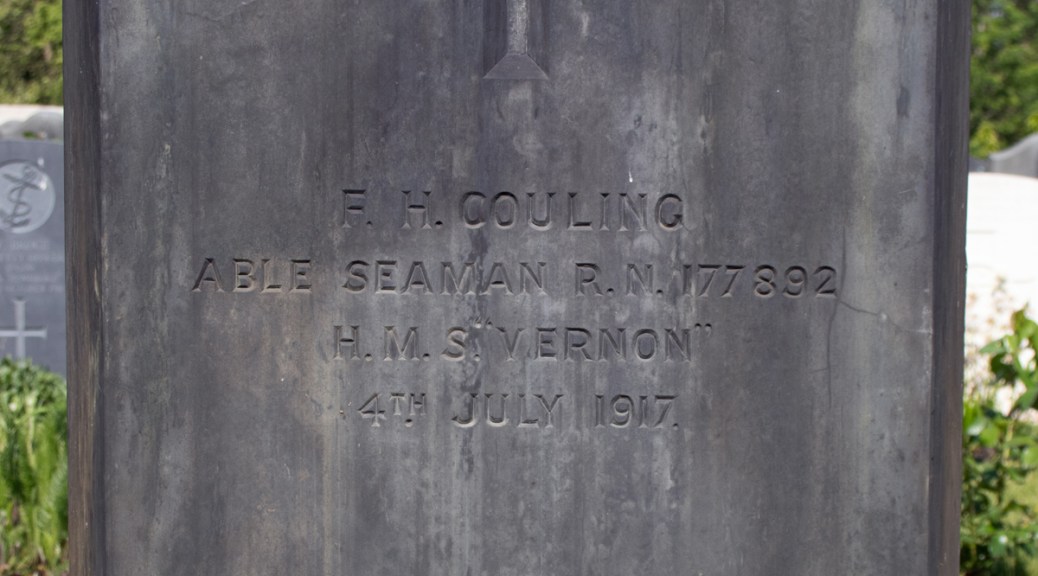 F. H. COULING
ABLE SEAMAN R.N. 177892
H.M.S. "VERNON"
4TH JULY 1917.